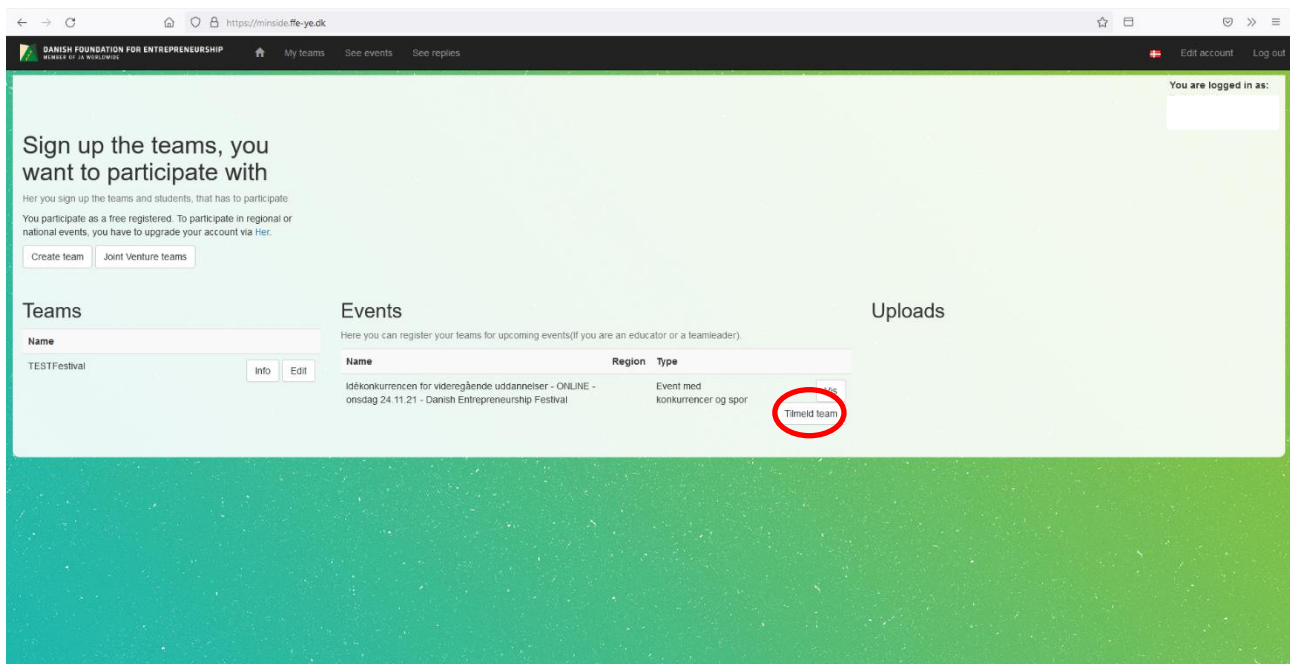 https://minside.ffe-ye.dk
DANISH FOUNDATION FOR ENTREPRENEURSHIP
MEMBER OF JA WORLDWIDE
My teams See events See replies
Edit account Log out
You are logged in as:
Sign up the teams, you
want to participate with
Her you sign up the teams and students, that has to participate
You participate as a free registered. To participate in regional or
national events, you have to upgrade your account via Her.
Create team Joint Venture teams
Teams
Name
TESTFestival Info Edit
Events
Here you can register your teams for upcoming events(If you are an educator or a teamleader).
Name Region Type
Idékonkurrencen for videregående uddannelser - ONLINE -
onsdag 24.11.21 - Danish Entrepreneurship Festival
Event med
konkurrencer og spor
Vis
Tilmeld team
Uploads